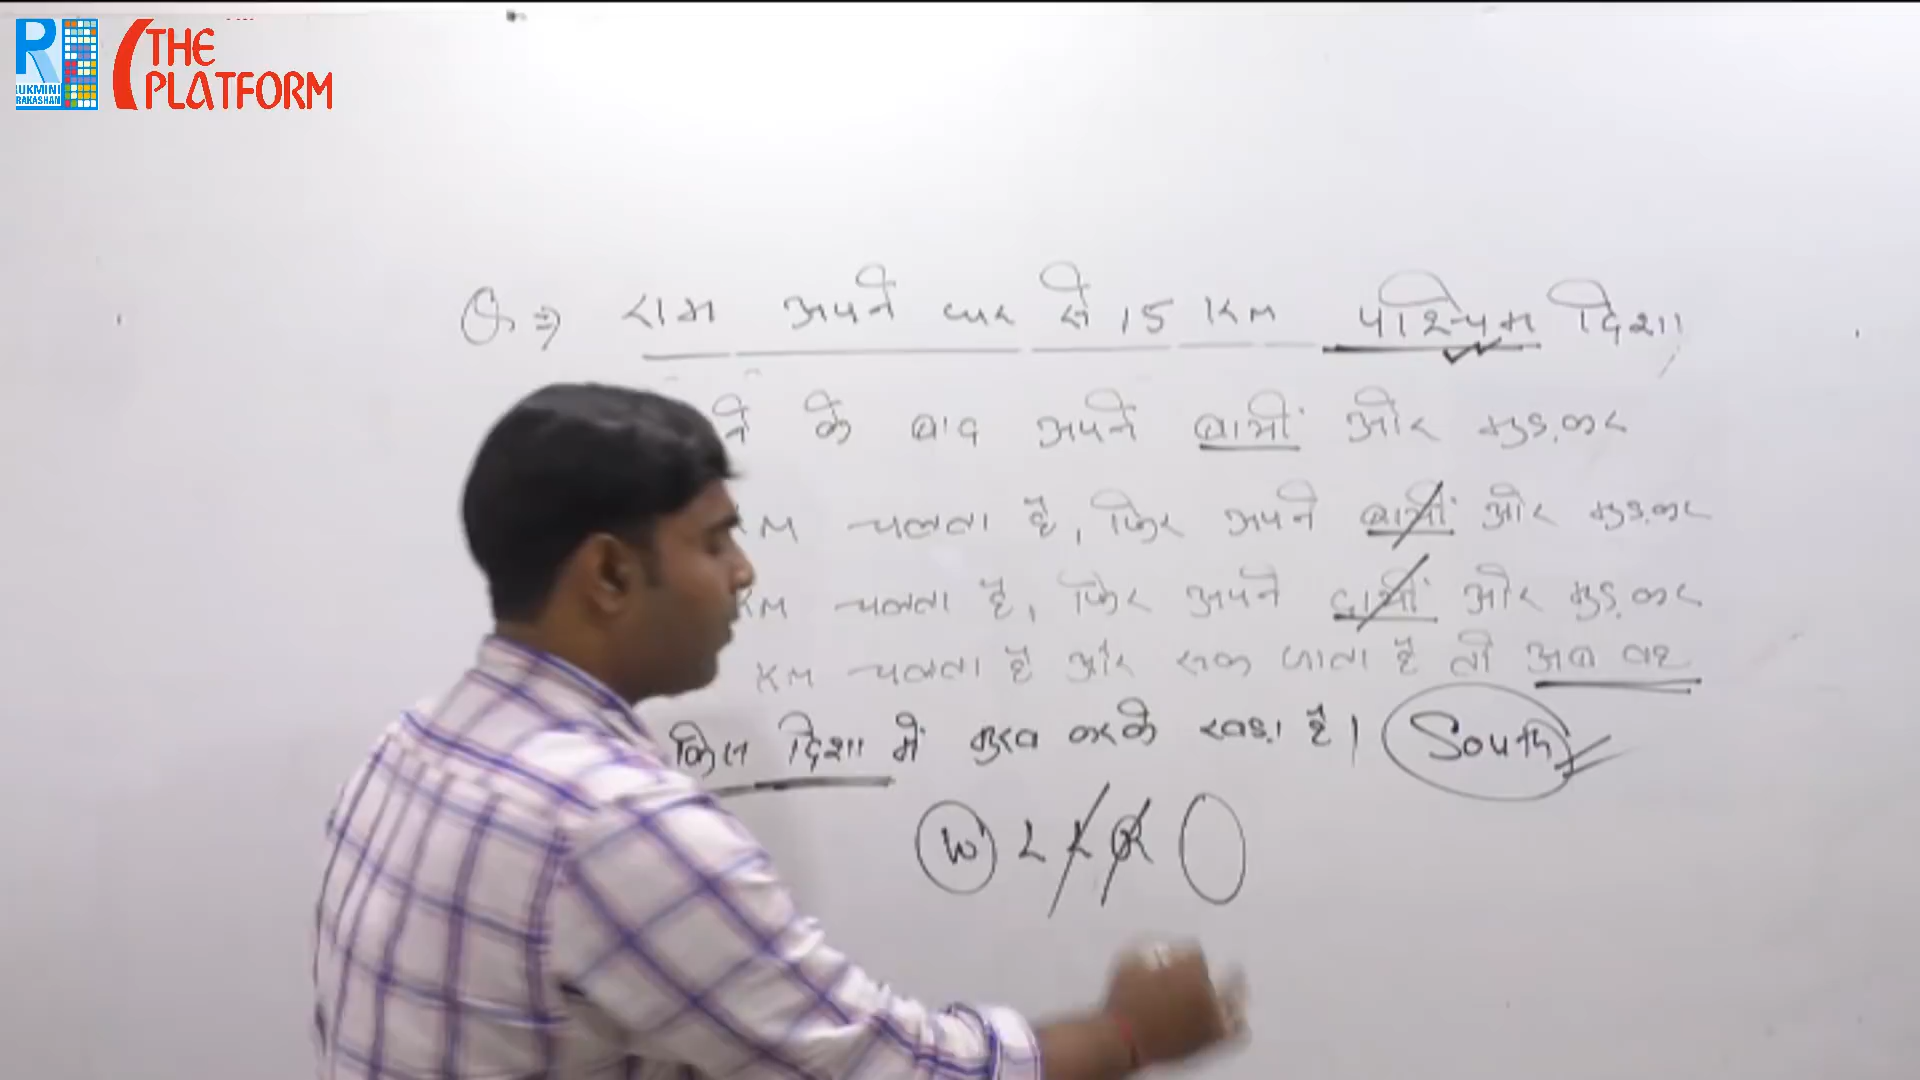 RUKMINI
PRAKASHAN
THE
PLATFORM
Q ⇒ राम अपने घर से 15 KM पश्चिम दिशा
ने के बाद अपने बायीं ओर मुड़कर
KM चलता है, फिर अपने बायीं ओर मुड़कर
KM चलता है, फिर अपने दायीं ओर मुड़कर
KM चलता है और रूक जाता है तो अब वह
किस दिशा में मुख करके खड़ा है। South
W L L R